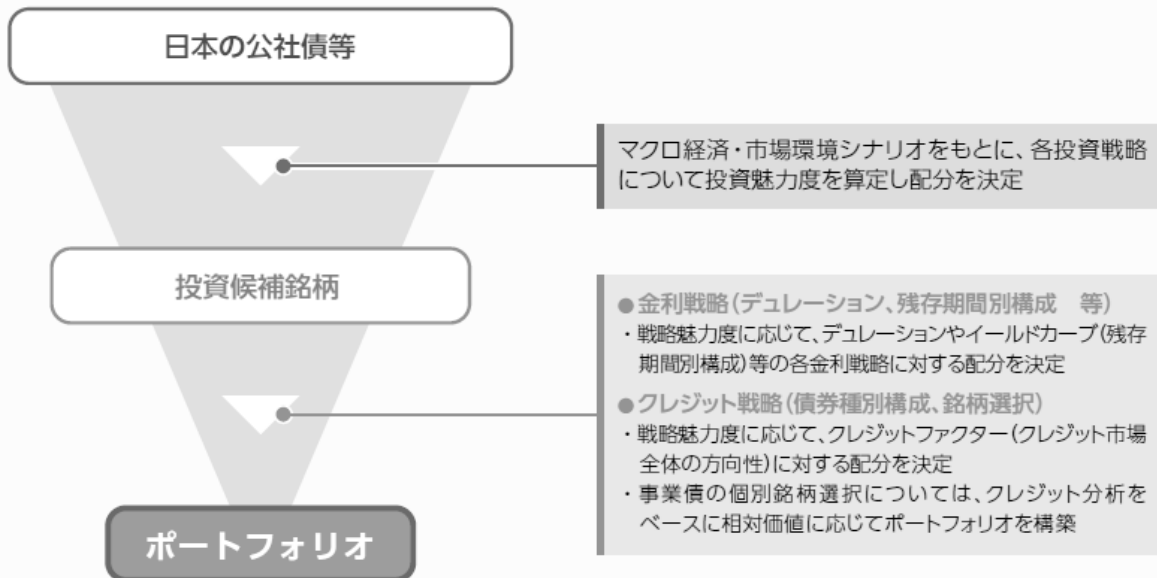 日本の公社債等
マクロ経済・市場環境シナリオをもとに、各投資戦略
について投資魅力度を算定し配分を決定
投資候補銘柄
●金利戦略(デュレーション、残存期間別構成　等)
・戦略魅力度に応じて、デュレーションやイールドカーブ(残存
期間別構成)等の各金利戦略に対する配分を決定
●クレジット戦略(債券種別構成、銘柄選択)
・戦略魅力度に応じて、クレジットファクター(クレジット市場
全体の方向性)に対する配分を決定
・事業債の個別銘柄選択については、クレジット分析を
ベースに相対価値に応じてポートフォリオを構築
ポートフォリオ